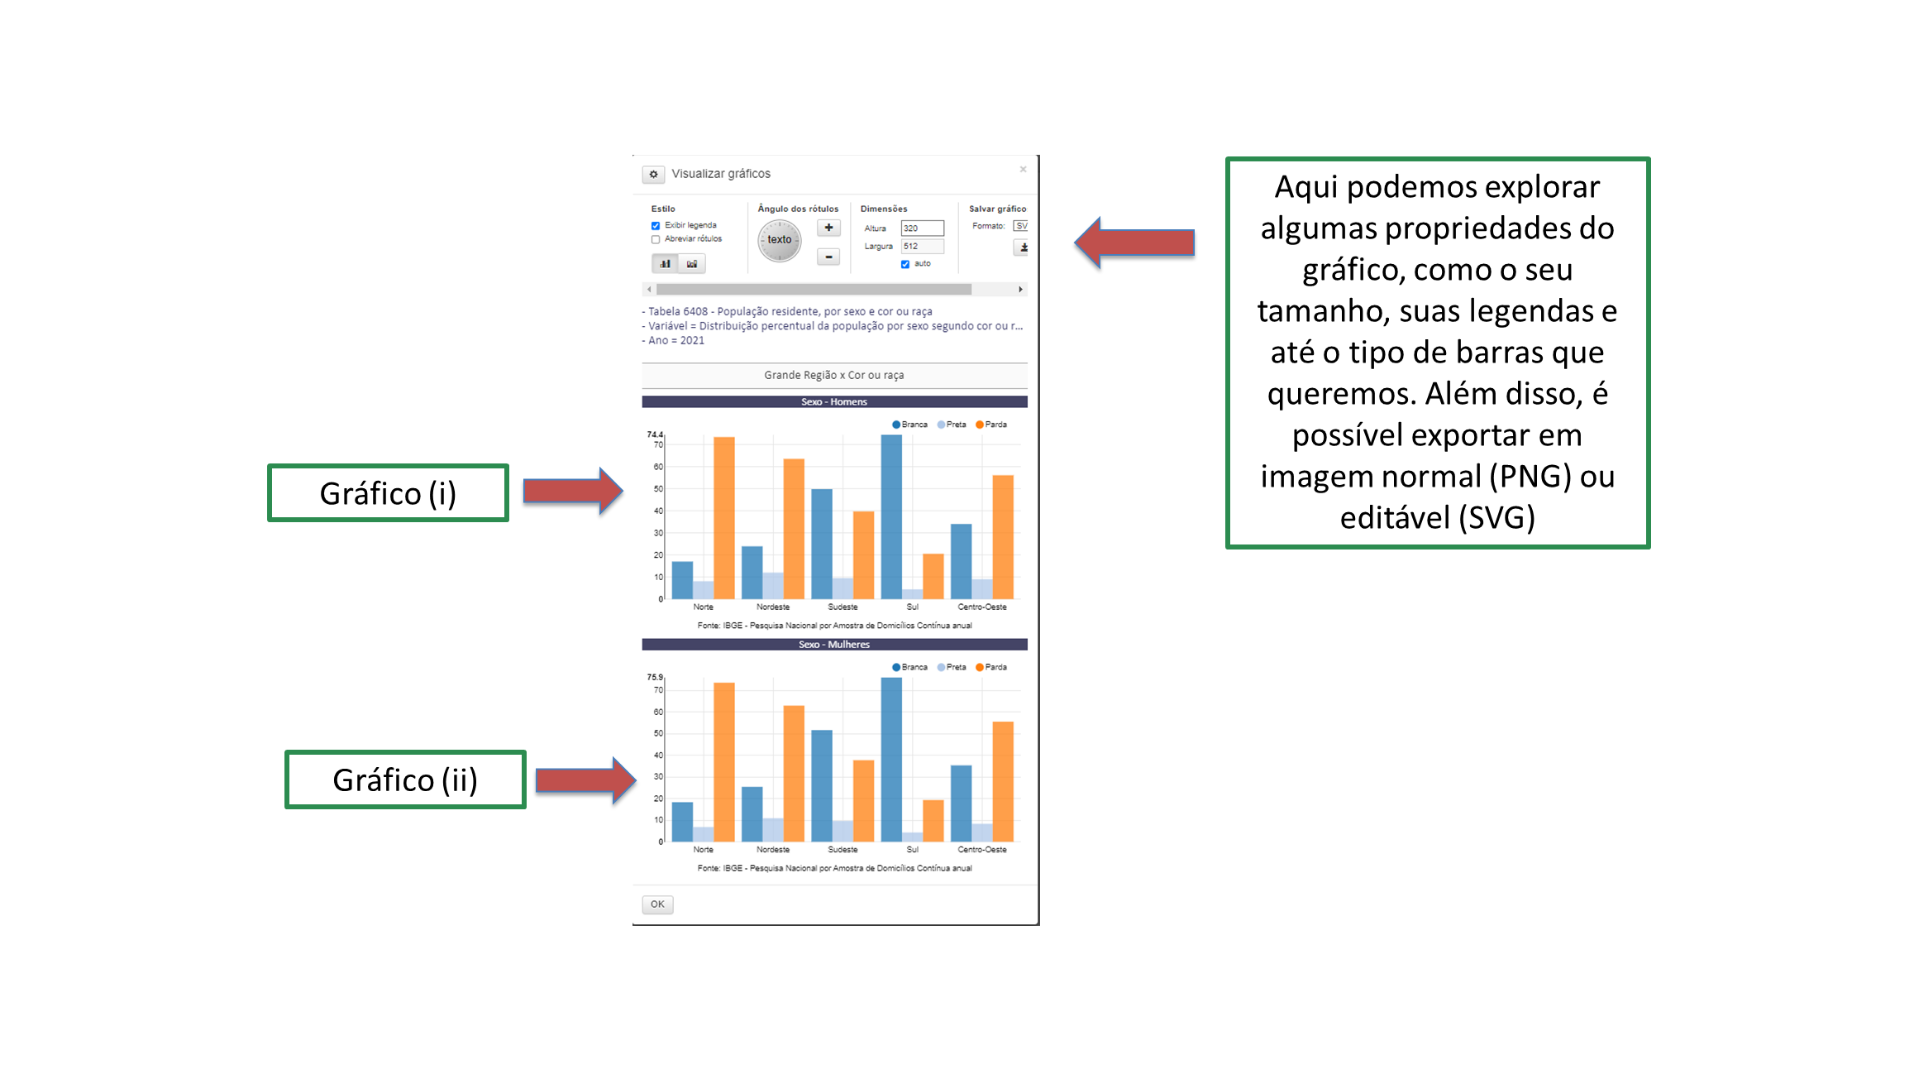 Visualizar gráficos
×
Estilo
Exibir legenda
Abreviar rótulos
Ângulo dos rótulos
texto
+
-
Dimensões
Altura 320
Largura 512
auto
Salvar gráfico
Formato: SV
- Tabela 6408 - População residente, por sexo e cor ou raça
- Variável = Distribuição percentual da população por sexo segundo cor ou r...
- Ano = 2021
Grande Região x Cor ou raça
Sexo - Homens
Branca Preta Parda
74.4
70
60
50
40
30
20
10
0
Norte Nordeste Sudeste Sul Centro-Oeste
Fonte: IBGE - Pesquisa Nacional por Amostra de Domicílios Contínua anual
Sexo - Mulheres
Branca Preta Parda
75.9
70
60
50
40
30
20
10
0
Norte Nordeste Sudeste Sul Centro-Oeste
Fonte: IBGE - Pesquisa Nacional por Amostra de Domicílios Contínua anual
OK
Gráfico (i)
Gráfico (ii)
Aqui podemos explorar
algumas propriedades do
gráfico, como o seu
tamanho, suas legendas e
até o tipo de barras que
queremos. Além disso, é
possível exportar em
imagem normal (PNG) ou
editável (SVG)